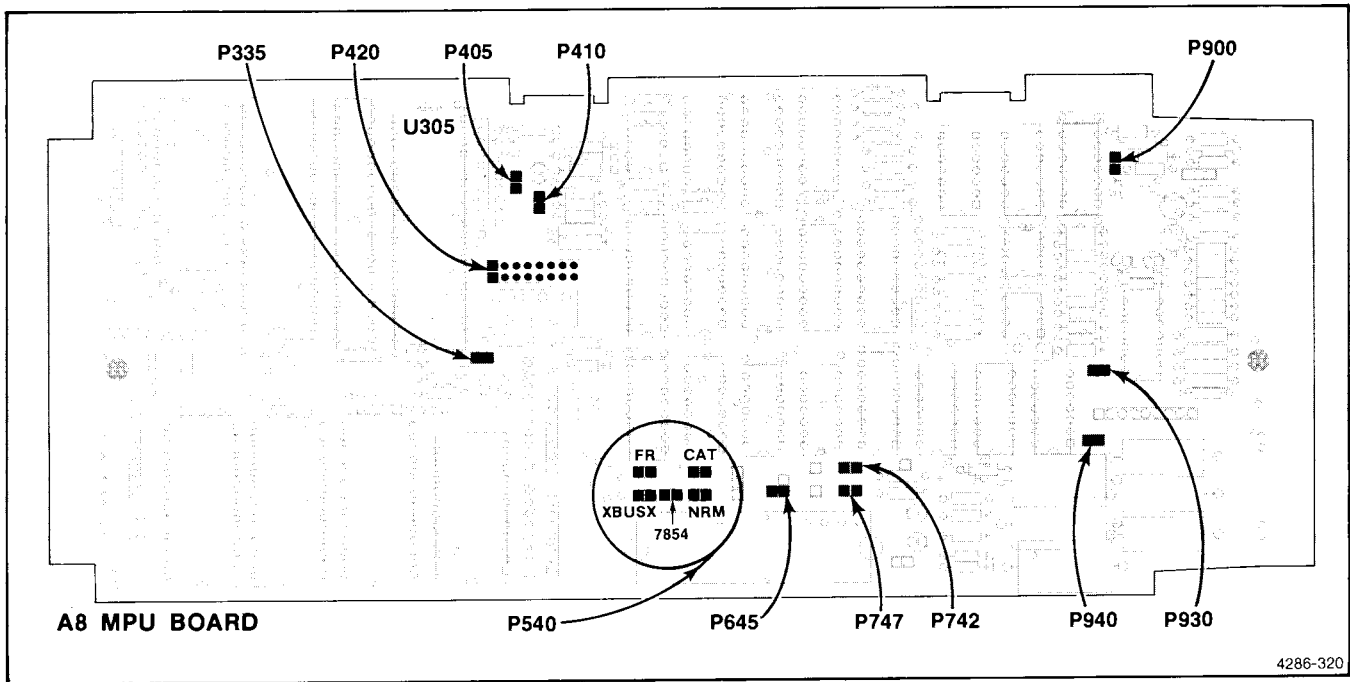 P335 P420 P405 P410 P900
U305
FR CAT
XBUSX NRM
7854
A8 MPU BOARD
P540 P645 P747 P742 P940 P930
4286-320